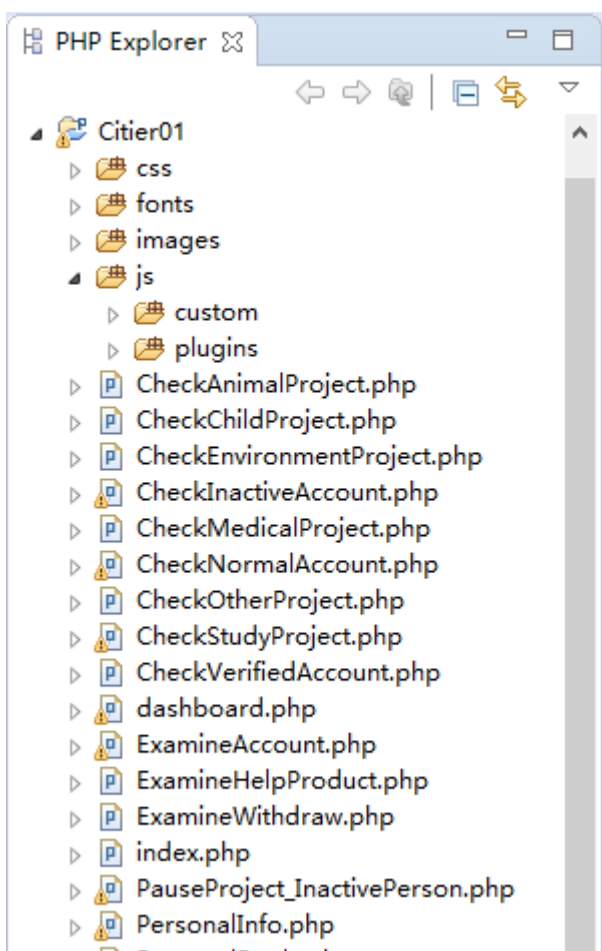 PHP Explorer
Citier01
css
fonts
images
js
custom
plugins
CheckAnimalProject.php
CheckChildProject.php
CheckEnvironmentProject.php
CheckInactiveAccount.php
CheckMedicalProject.php
CheckNormalAccount.php
CheckOtherProject.php
CheckStudyProject.php
CheckVerifiedAccount.php
dashboard.php
ExamineAccount.php
ExamineHelpProduct.php
ExamineWithdraw.php
index.php
PauseProject_InactivePerson.php
PersonalInfo.php